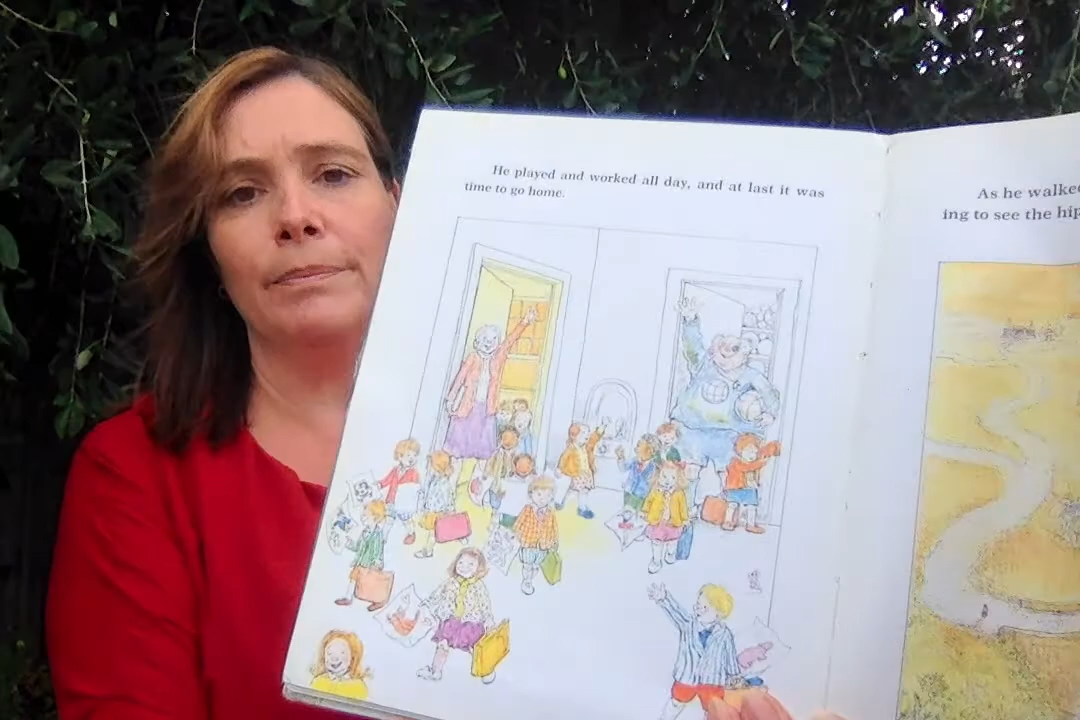 He played and worked all day, and at last it was
time to go home.
As he walked
ing to see the hip